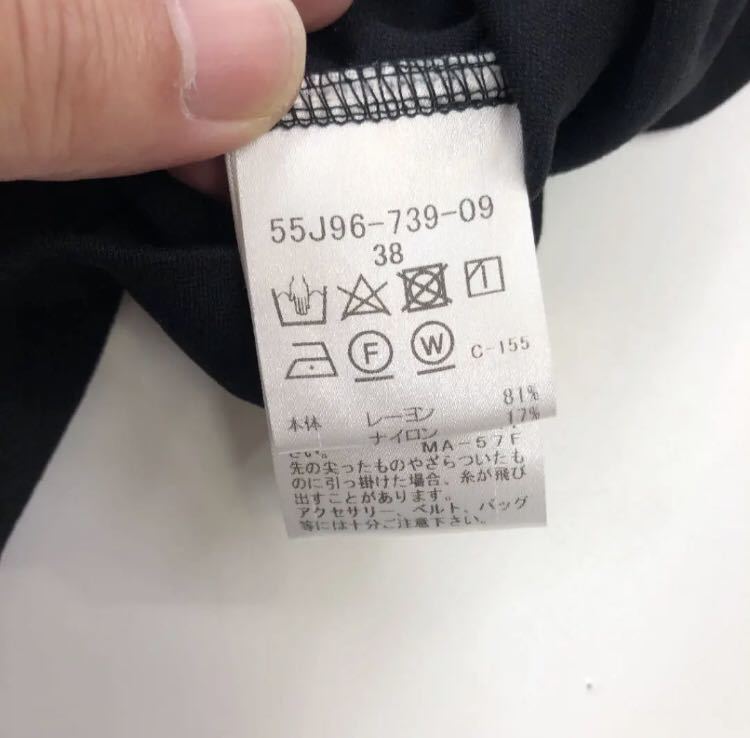 55J96-739-09
38
F W C-155
81%
本体 レーヨン 17%
ナイロン
MA-57F
さい。
先の尖ったものやざらついたも
のに引っ掛けた場合、糸が飛び
出すことがあります。
アクセサリー、ベルト、バッグ
等には十分ご注意下さい。